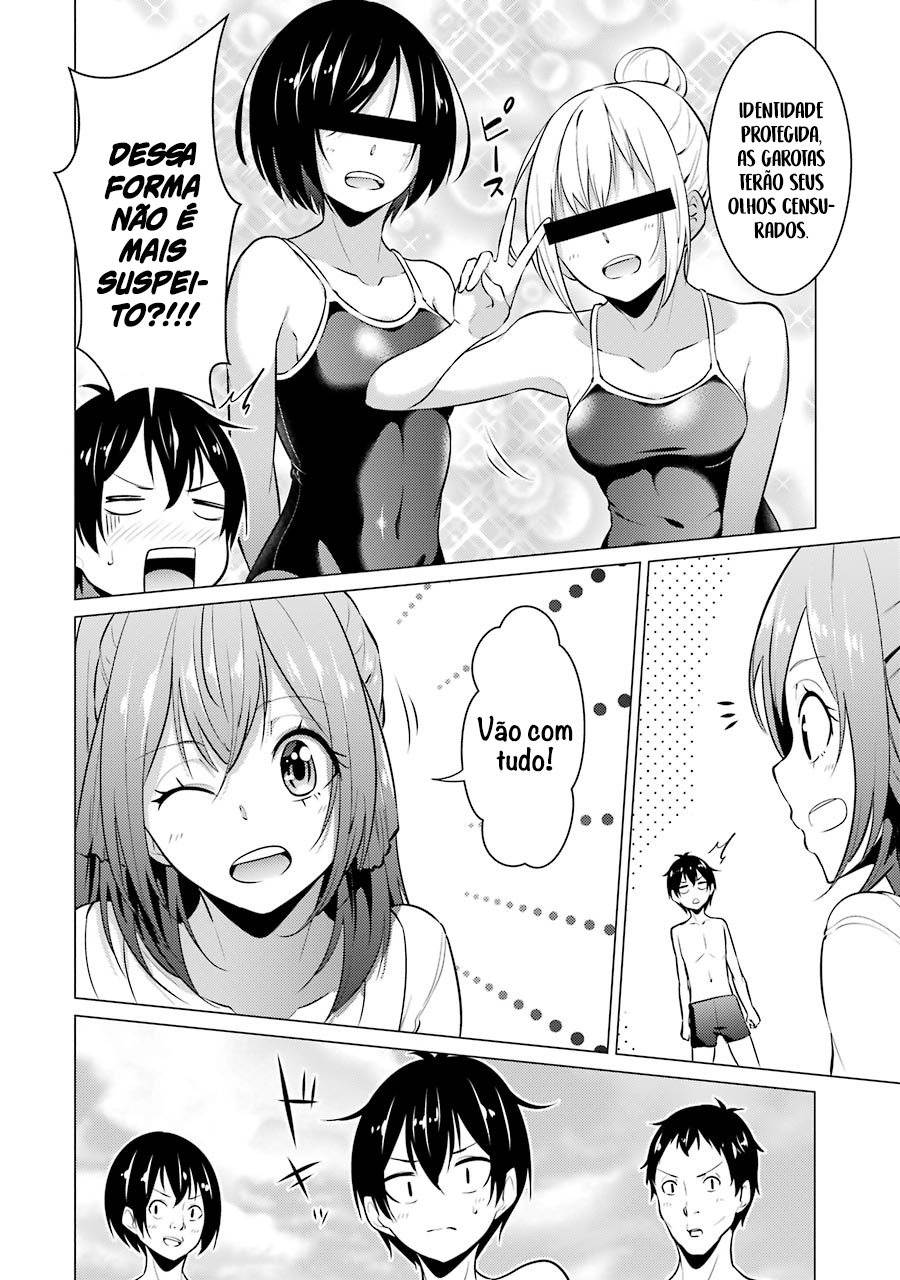 IDENTIDADE
PROTEGIDA,
AS GAROTAS
TERÃO SEUS
OLHOS CENSU-
RADOS.
ピース
DESSA
FORMA
NÃO É
MAIS
SUSPEI-
TO?!!!
Vão com
tudo!